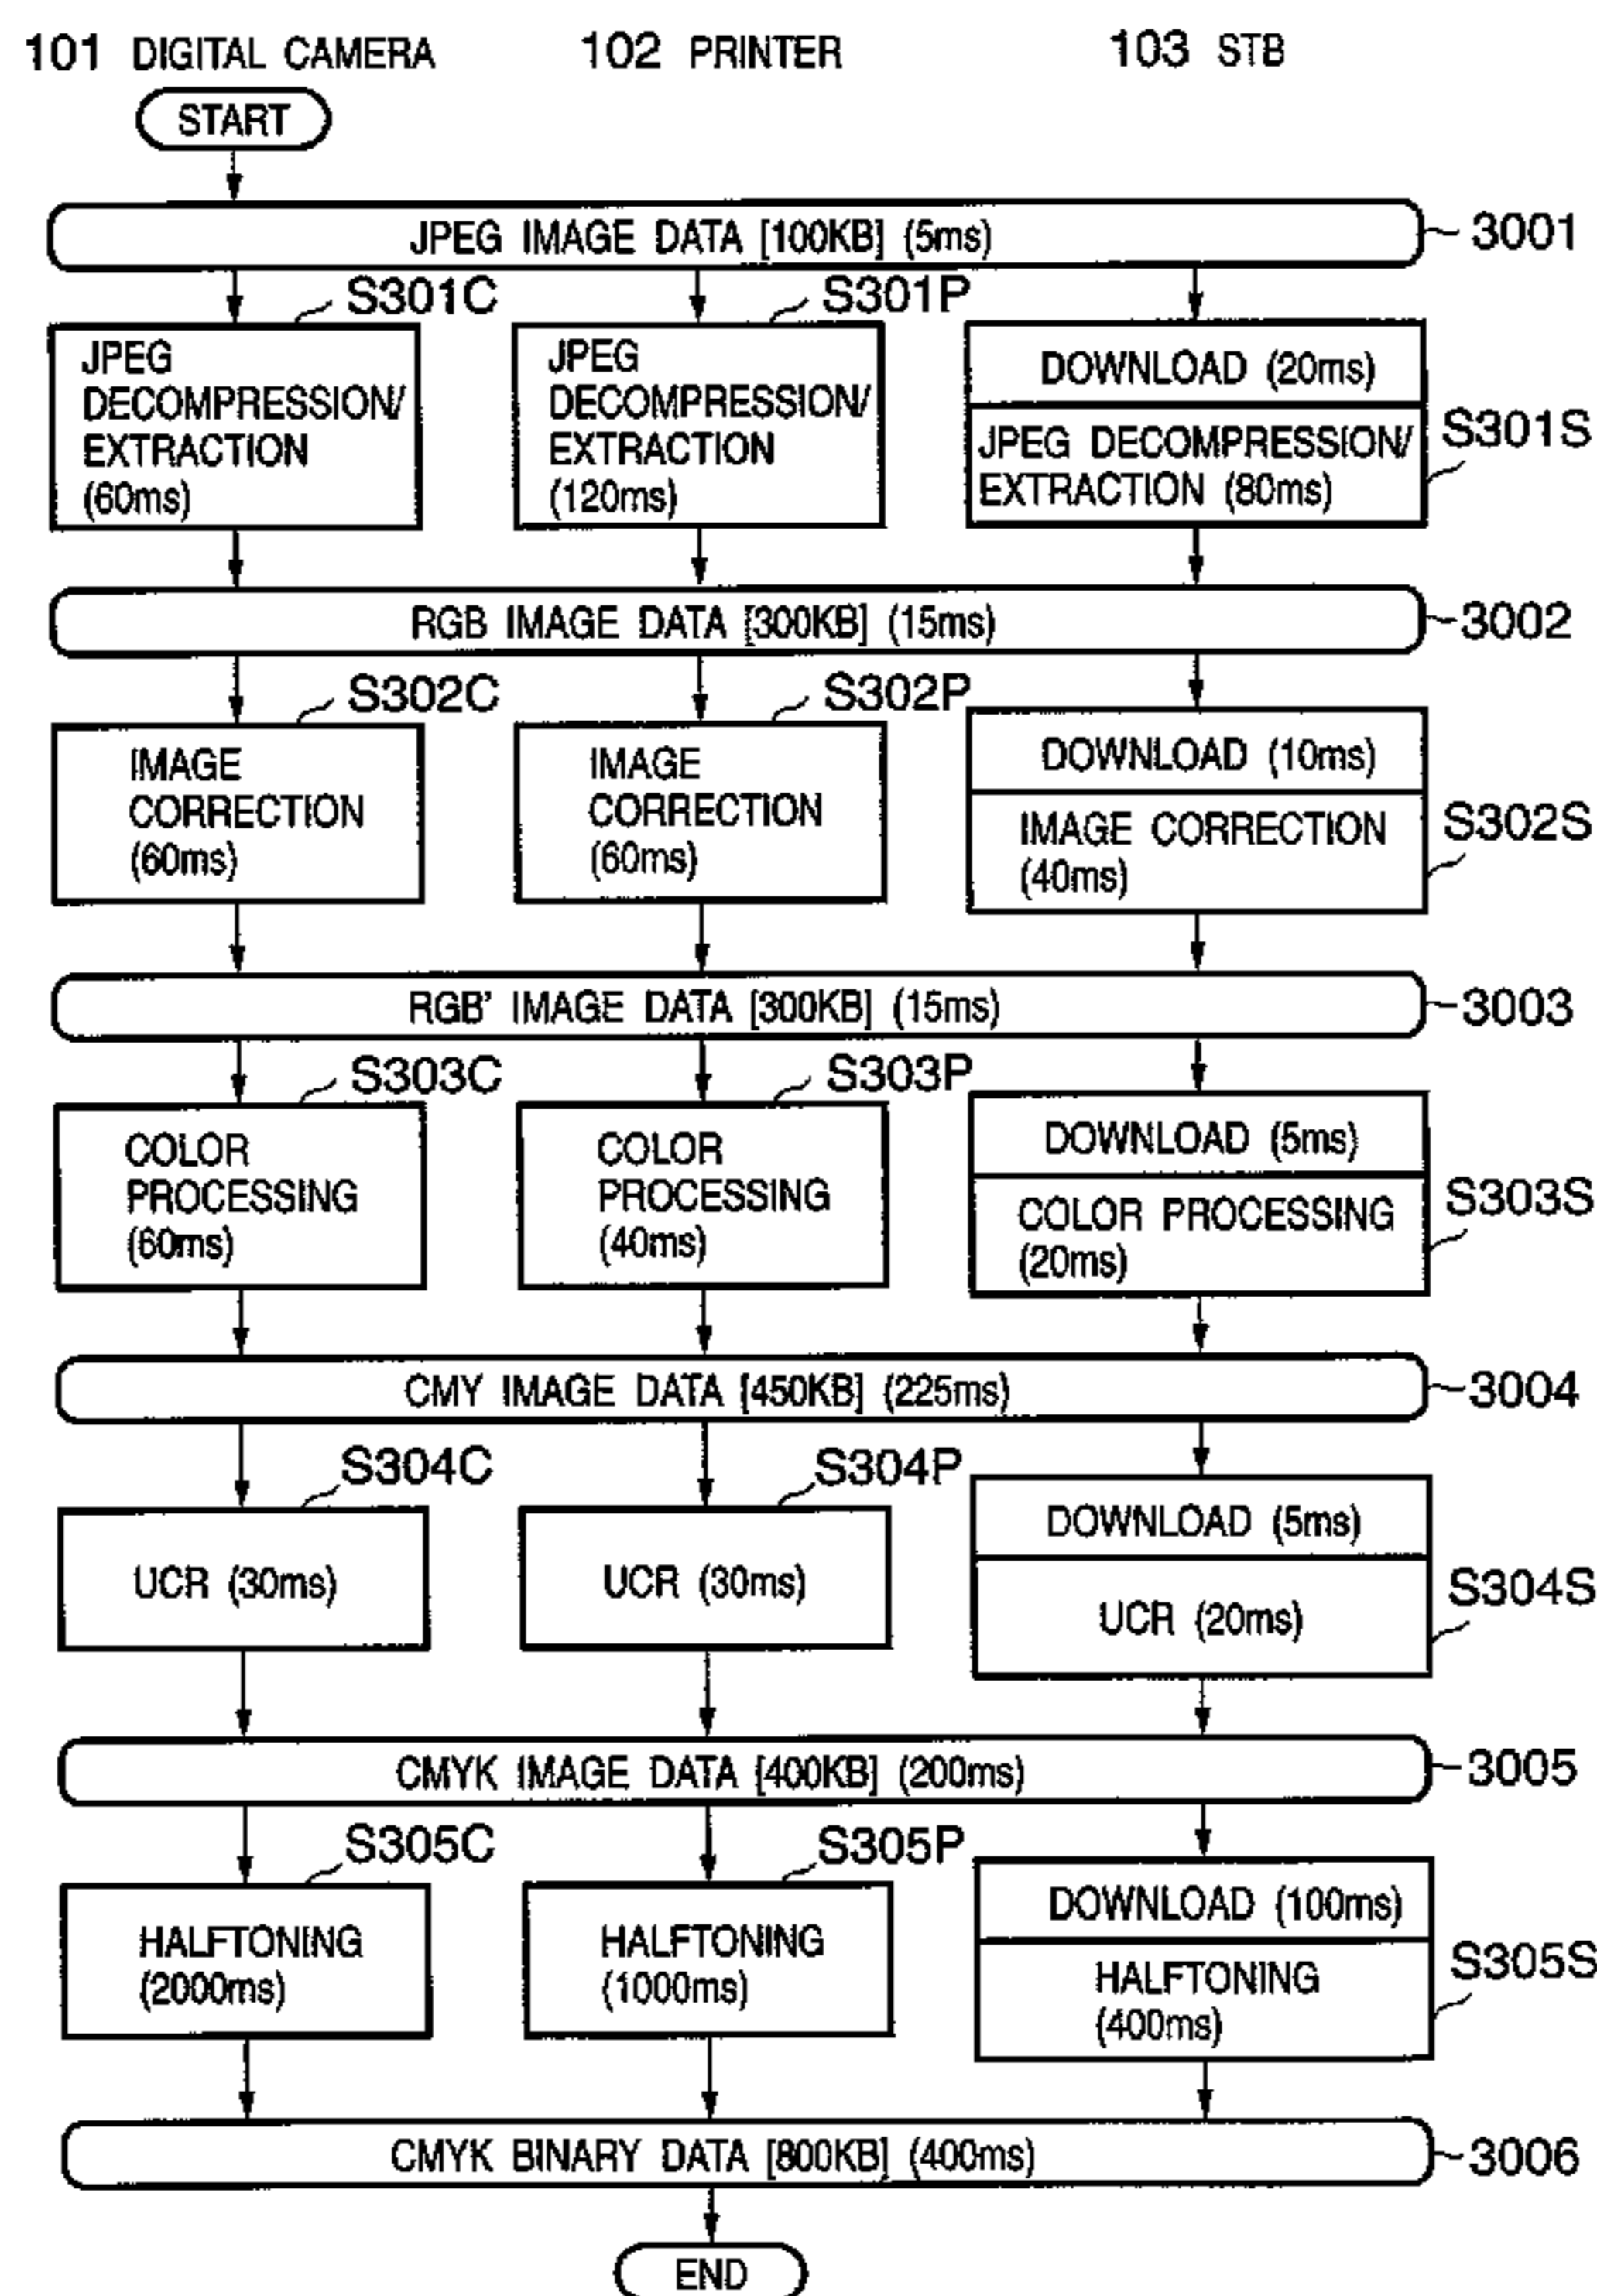 101 DIGITAL CAMERA
102 PRINTER
103 STB
START
JPEG IMAGE DATA [100KB] (5ms)
3001
S301C
S301P
JPEG
DECOMPRESSION/
EXTRACTION
(60ms)
JPEG
DECOMPRESSION/
EXTRACTION
(120ms)
DOWNLOAD (20ms)
JPEG DECOMPRESSION/
EXTRACTION (80ms)
S301S
RGB IMAGE DATA [300KB] (15ms)
3002
S302C
S302P
IMAGE
CORRECTION
(60ms)
IMAGE
CORRECTION
(60ms)
DOWNLOAD (10ms)
IMAGE CORRECTION
(40ms)
S302S
RGB' IMAGE DATA [300KB] (15ms)
3003
S303C
S303P
COLOR
PROCESSING
(60ms)
COLOR
PROCESSING
(40ms)
DOWNLOAD (5ms)
COLOR PROCESSING
(20ms)
S303S
CMY IMAGE DATA [450KB] (225ms)
3004
S304C
S304P
UCR (30ms)
UCR (30ms)
DOWNLOAD (5ms)
UCR (20ms)
S304S
CMYK IMAGE DATA [400KB] (200ms)
3005
S305C
S305P
HALFTONING
(2000ms)
HALFTONING
(1000ms)
DOWNLOAD (100ms)
HALFTONING
(400ms)
S305S
CMYK BINARY DATA [800KB] (400ms)
3006
END